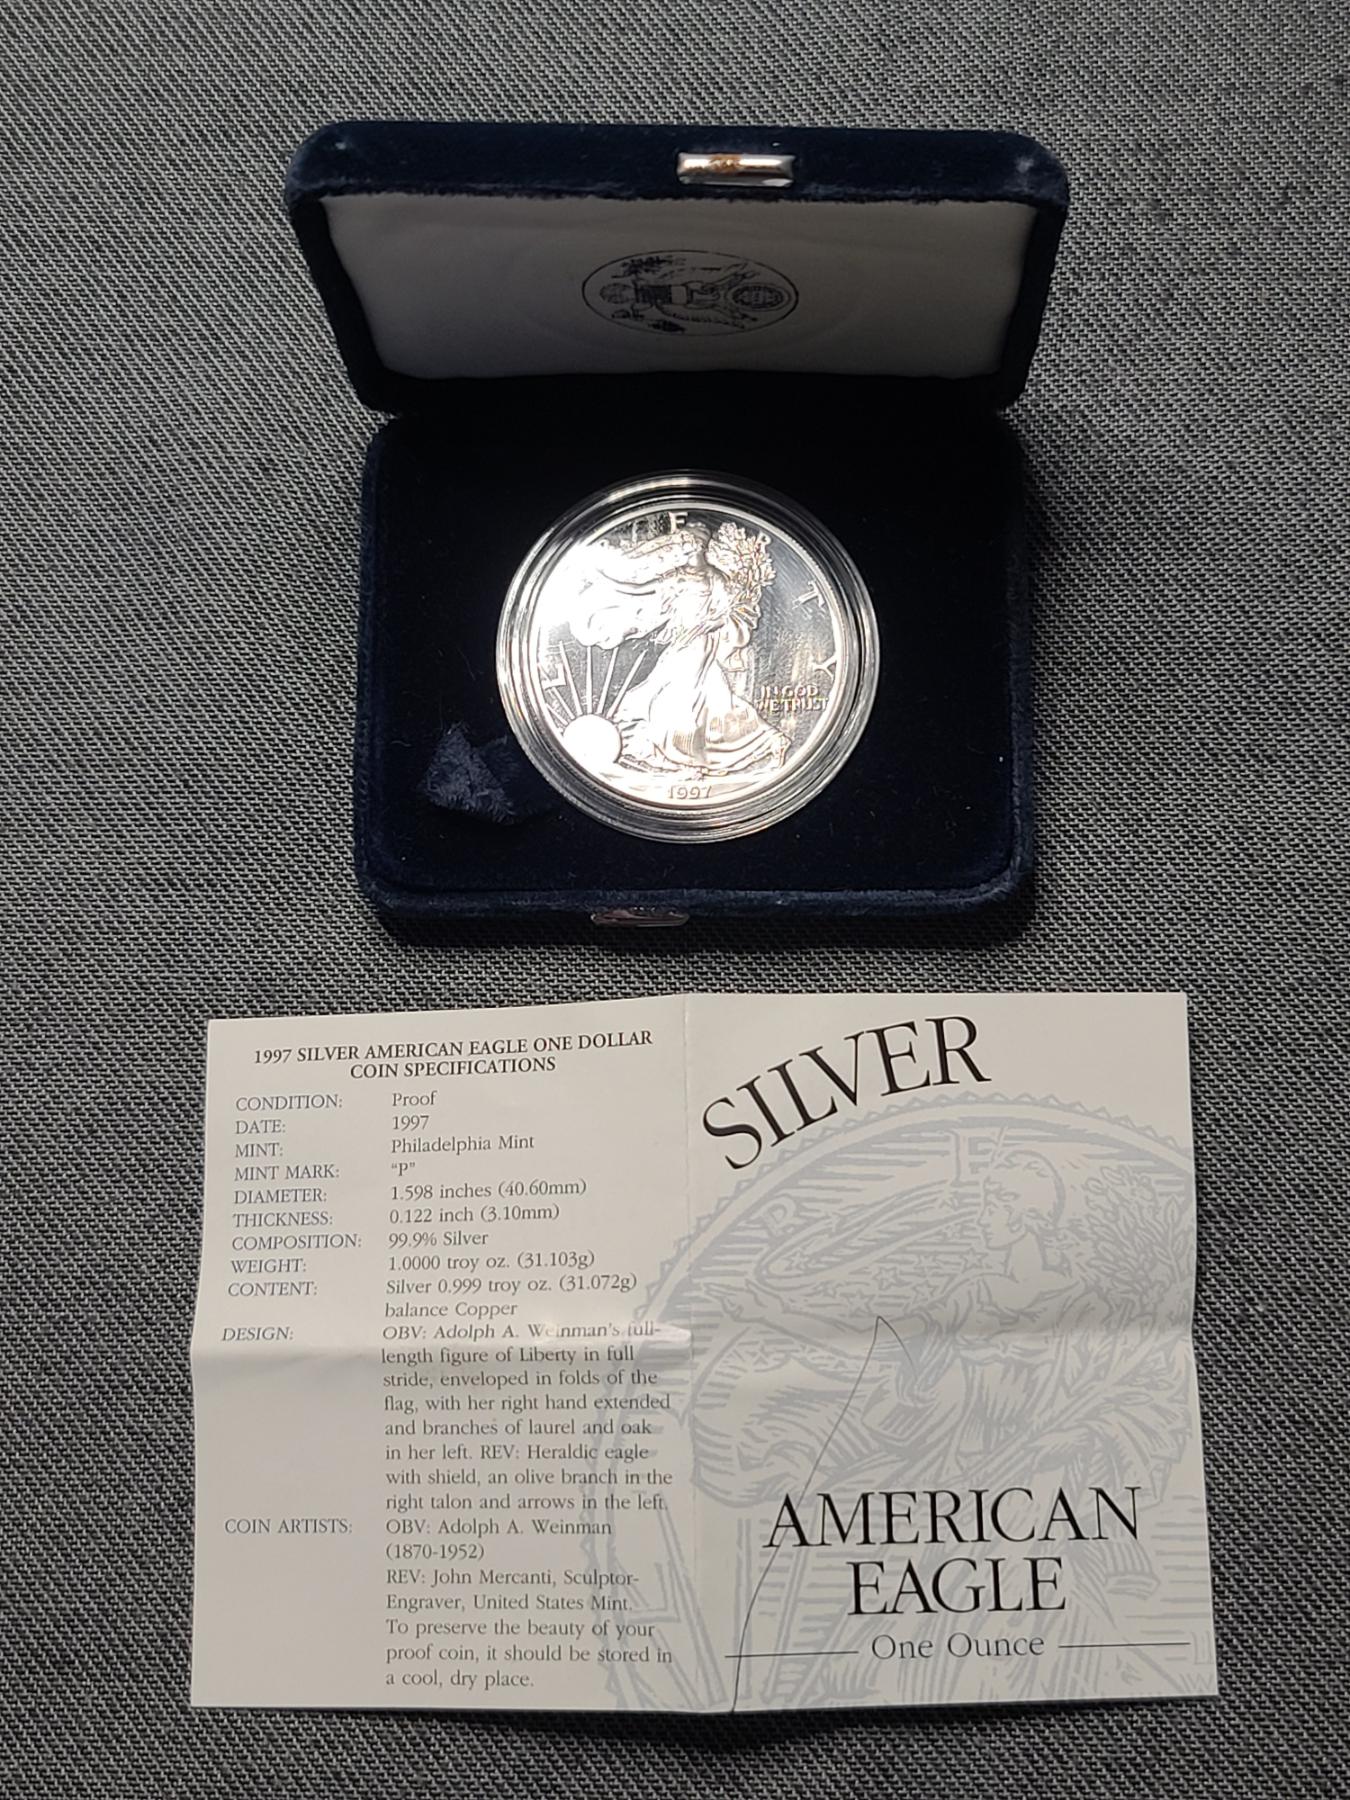 LIBERTY
IN GOD
WE TRUST
1997
1997 SILVER AMERICAN EAGLE ONE DOLLAR
COIN SPECIFICATIONS
CONDITION: Proof
DATE: 1997
MINT: Philadelphia Mint
MINT MARK: "P"
DIAMETER: 1.598 inches (40.60mm)
THICKNESS: 0.122 inch (3.10mm)
COMPOSITION: 99.9% Silver
WEIGHT: 1.0000 troy oz. (31.103g)
CONTENT: Silver 0.999 troy oz. (31.072g)
balance Copper
DESIGN: OBV: Adolph A. Weinman's full-
length figure of Liberty in full
stride, enveloped in folds of the
flag, with her right hand extended
and branches of laurel and oak
in her left. REV: Heraldic eagle
with shield, an olive branch in the
right talon and arrows in the left.
COIN ARTISTS: OBV: Adolph A. Weinman
(1870-1952)
REV: John Mercanti, Sculptor-
Engraver, United States Mint.
To preserve the beauty of your
proof coin, it should be stored in
a cool, dry place.
SILVER
AMERICAN
EAGLE
One Ounce